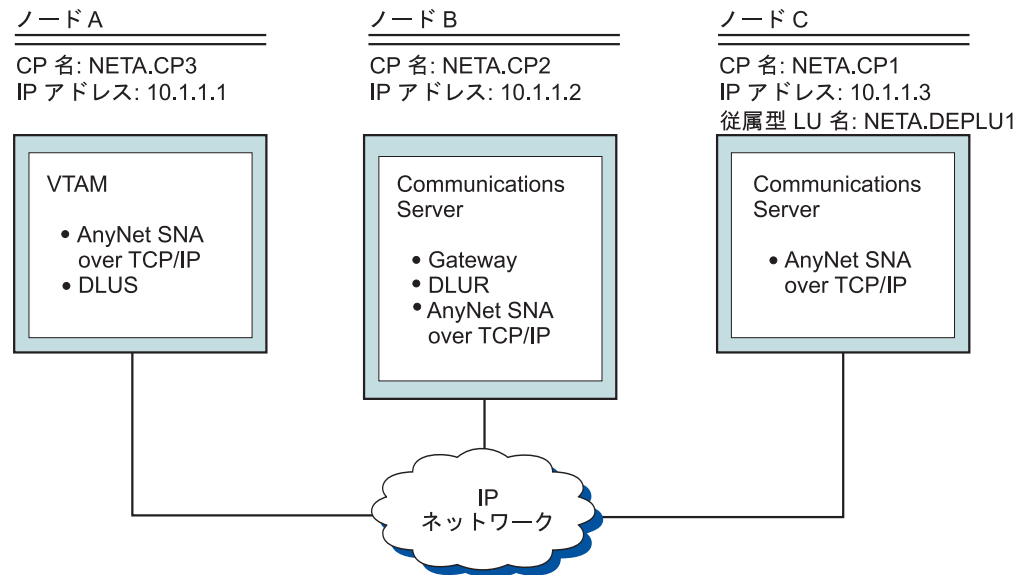 ノード A
CP 名: NETA.CP3
IP アドレス: 10.1.1.1
VTAM
• AnyNet SNA
over TCP/IP
• DLUS
ノード B
CP 名: NETA.CP2
IP アドレス: 10.1.1.2
Communications
Server
• Gateway
• DLUR
• AnyNet SNA
over TCP/IP
ノード C
CP 名: NETA.CP1
IP アドレス: 10.1.1.3
従属型 LU 名: NETA.DEPLU1
Communications
Server
• AnyNet SNA
over TCP/IP
IP
ネットワーク